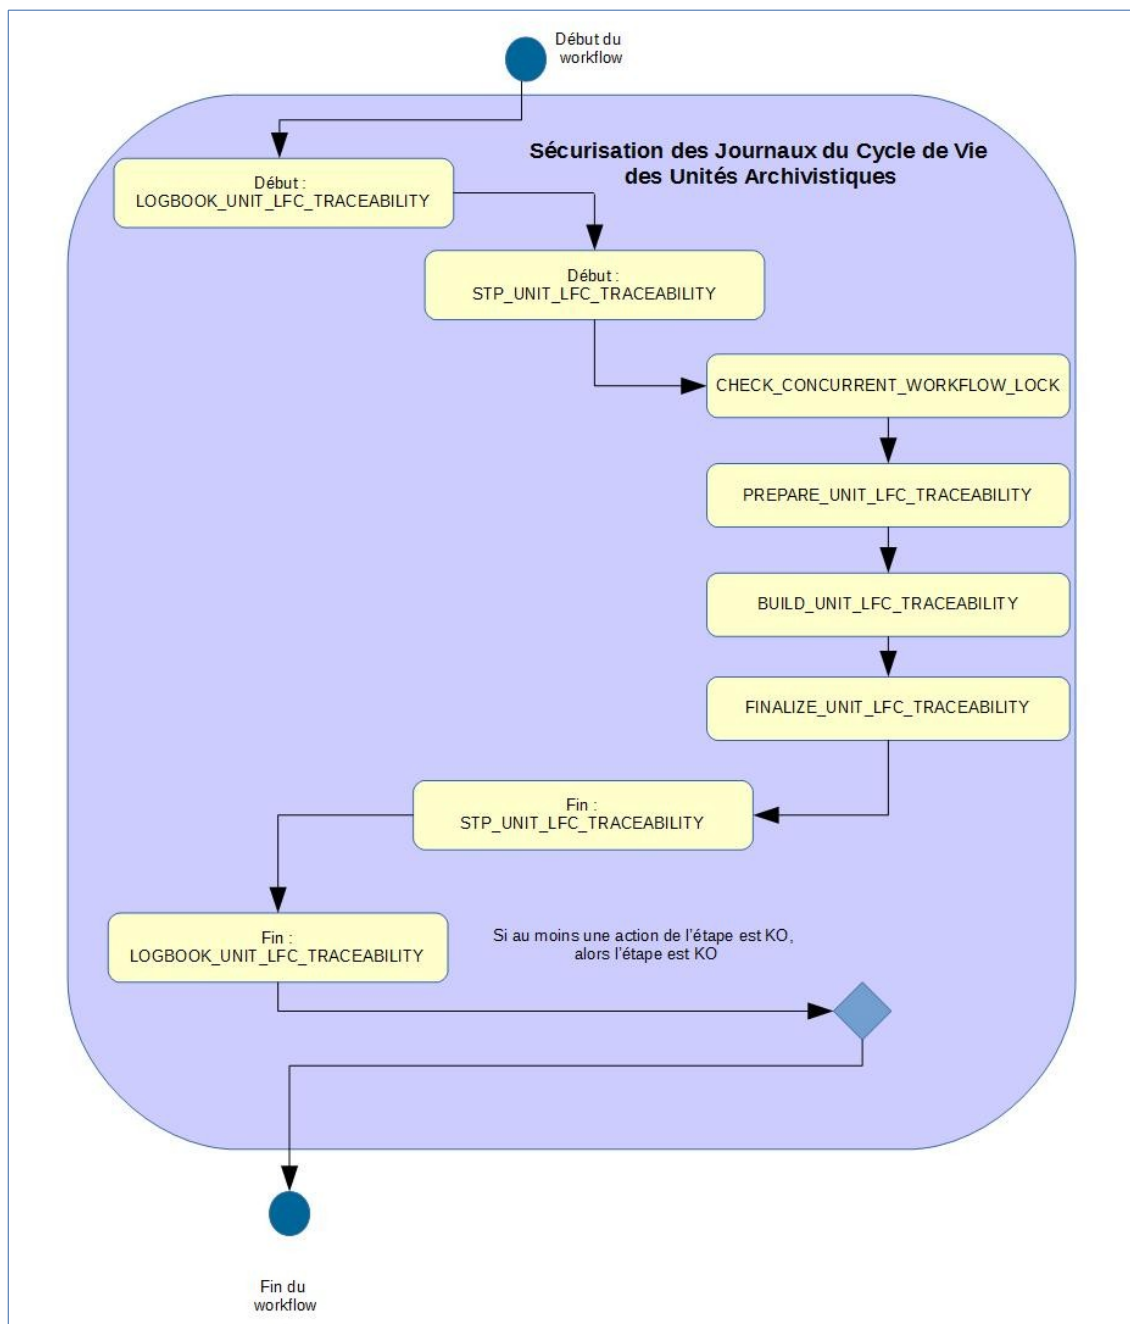 Début du
workflow
Sécurisation des Journaux du Cycle de Vie
des Unités Archivistiques
Début :
LOGBOOK_UNIT_LFC_TRACEABILITY
Début :
STP_UNIT_LFC_TRACEABILITY
CHECK_CONCURRENT_WORKFLOW_LOCK
PREPARE_UNIT_LFC_TRACEABILITY
BUILD_UNIT_LFC_TRACEABILITY
FINALIZE_UNIT_LFC_TRACEABILITY
Fin :
STP_UNIT_LFC_TRACEABILITY
Fin :
LOGBOOK_UNIT_LFC_TRACEABILITY
Si au moins une action de l'étape est KO,
alors l'étape est KO
Fin du
workflow